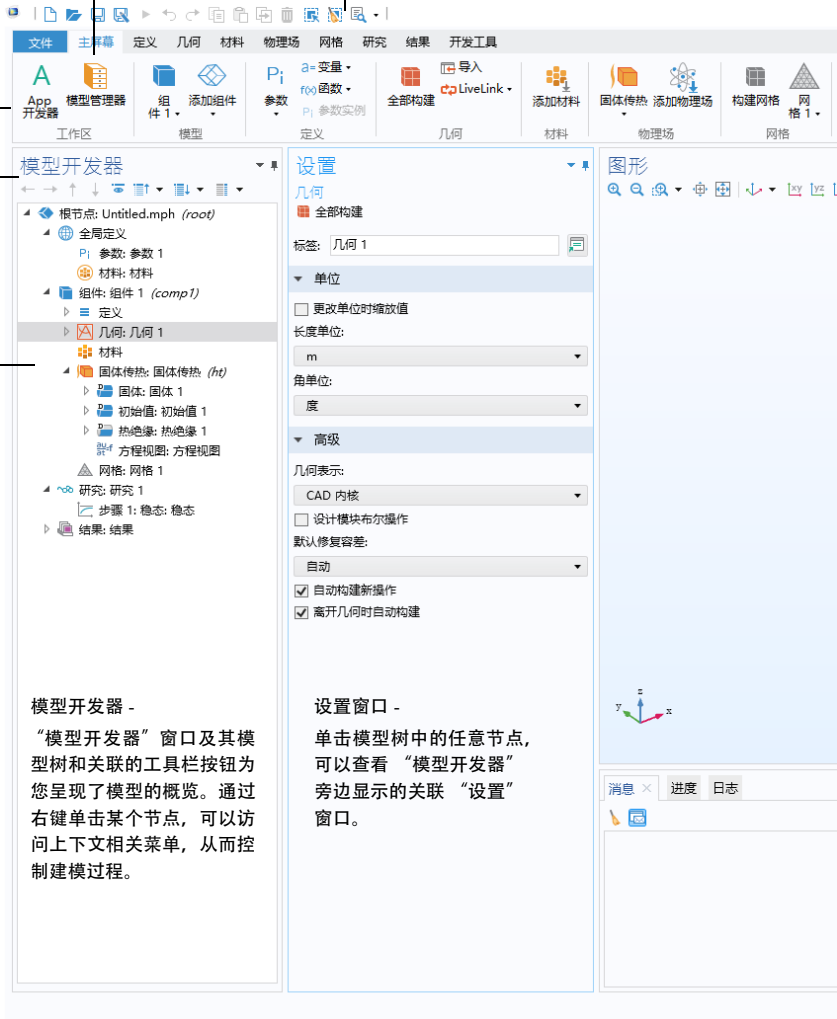 文件 主屏幕 定义 几何 材料 物理场 网格 研究 结果 开发工具
App 开发器
模型管理器
组件 1
添加组件
Pi
参数
a= 变量
f(x) 函数
Pi 参数实例
全部构建
导入
LiveLink
添加材料
固体传热
添加物理场
构建网格
网格 1
工作区 模型 定义 几何 材料 物理场 网格
模型开发器
根节点: Untitled.mph (root)
全局定义
Pi 参数: 参数 1
材料: 材料
组件: 组件 1 (comp1)
定义
几何: 几何 1
材料
固体传热: 固体传热 (ht)
固体: 固体 1
初始值: 初始值 1
热绝缘: 热绝缘 1
方程视图: 方程视图
网格: 网格 1
研究: 研究 1
步骤 1: 稳态: 稳态
结果: 结果
模型开发器 -
“模型开发器”窗口及其模
型树和关联的工具栏按钮为
您呈现了模型的概览。通过
右键单击某个节点，可以访
问上下文相关菜单，从而控
制建模过程。
设置
几何
全部构建
标签: 几何 1
单位
更改单位时缩放值
长度单位:
m
角单位:
度
高级
几何表示:
CAD 内核
设计模块布尔操作
默认修复容差:
自动
自动构建新操作
离开几何时自动构建
设置窗口 -
单击模型树中的任意节点，
可以查看 “模型开发器”
旁边显示的关联 “设置”
窗口。
图形
xy yz
z
y
x
消息 进度 日志